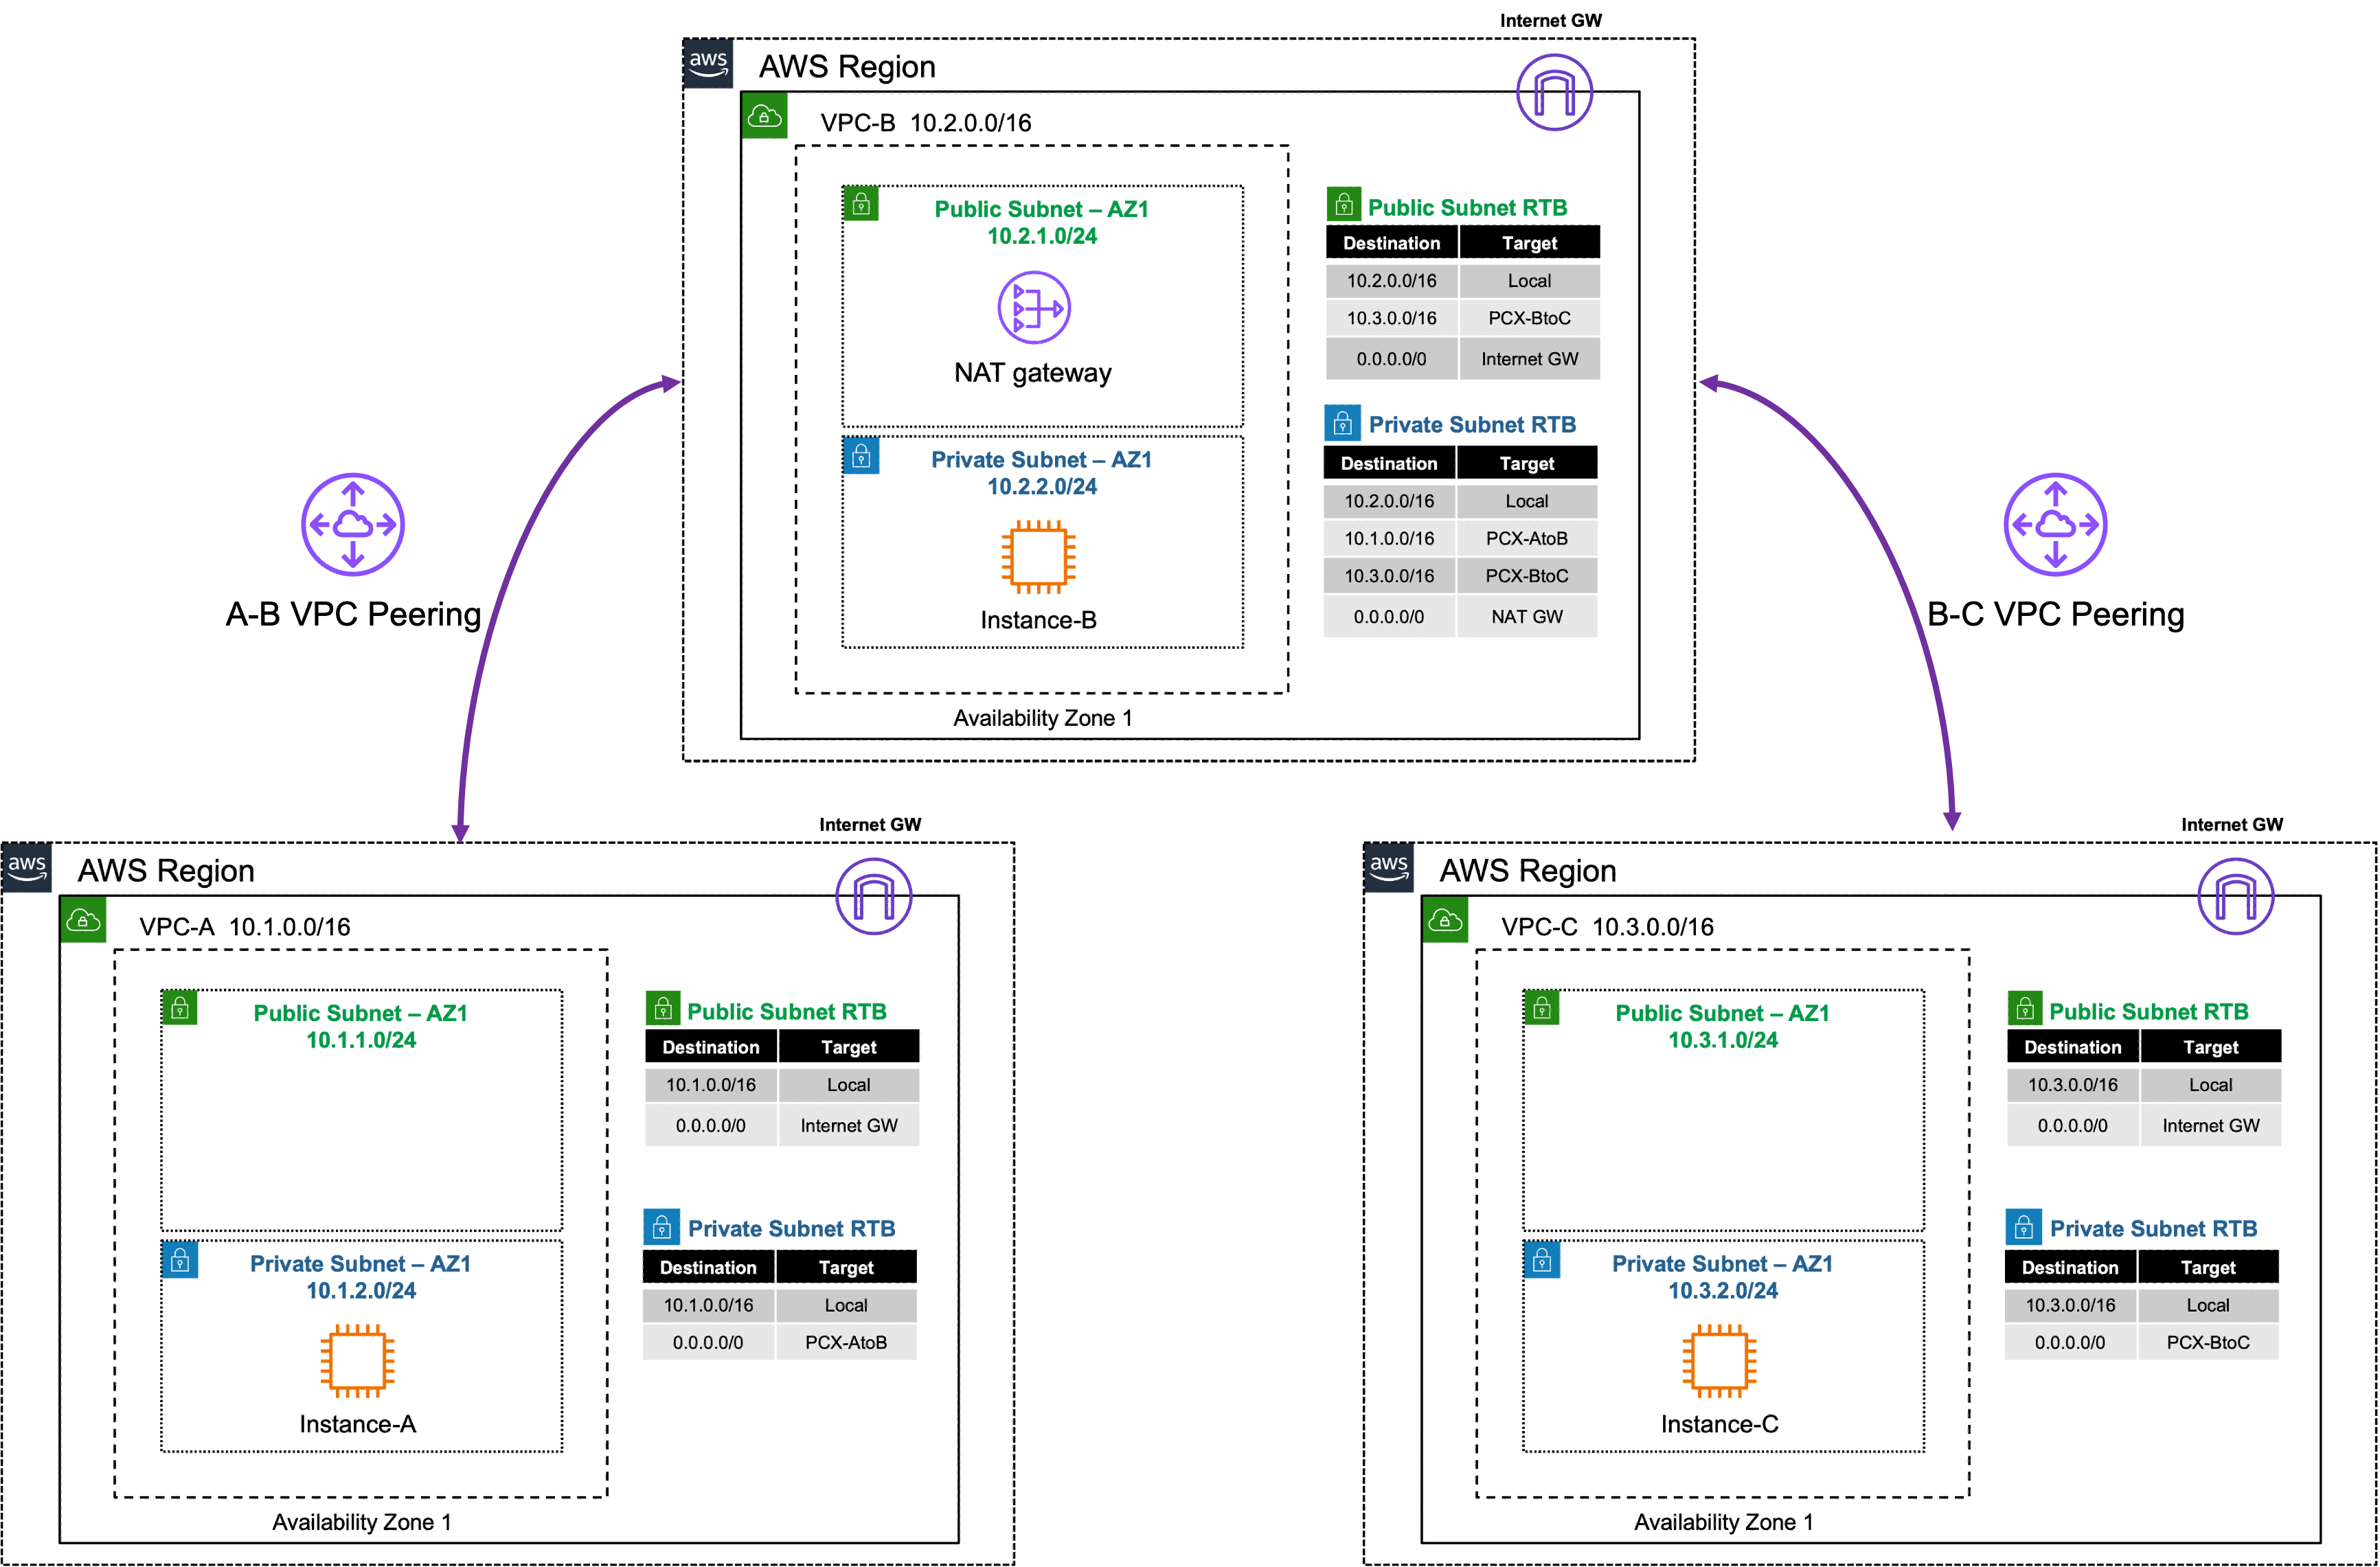 Internet GW
aws
AWS Region
VPC-B 10.2.0.0/16
Public Subnet – AZ1
10.2.1.0/24
NAT gateway
Private Subnet – AZ1
10.2.2.0/24
Instance-B
Availability Zone 1
Public Subnet RTB
Destination Target
10.2.0.0/16 Local
10.3.0.0/16 PCX-BtoC
0.0.0.0/0 Internet GW
Private Subnet RTB
Destination Target
10.2.0.0/16 Local
10.1.0.0/16 PCX-AtoB
10.3.0.0/16 PCX-BtoC
0.0.0.0/0 NAT GW
A-B VPC Peering
B-C VPC Peering
Internet GW
aws
AWS Region
VPC-A 10.1.0.0/16
Public Subnet – AZ1
10.1.1.0/24
Private Subnet – AZ1
10.1.2.0/24
Instance-A
Availability Zone 1
Public Subnet RTB
Destination Target
10.1.0.0/16 Local
0.0.0.0/0 Internet GW
Private Subnet RTB
Destination Target
10.1.0.0/16 Local
0.0.0.0/0 PCX-AtoB
Internet GW
aws
AWS Region
VPC-C 10.3.0.0/16
Public Subnet – AZ1
10.3.1.0/24
Private Subnet – AZ1
10.3.2.0/24
Instance-C
Availability Zone 1
Public Subnet RTB
Destination Target
10.3.0.0/16 Local
0.0.0.0/0 Internet GW
Private Subnet RTB
Destination Target
10.3.0.0/16 Local
0.0.0.0/0 PCX-BtoC